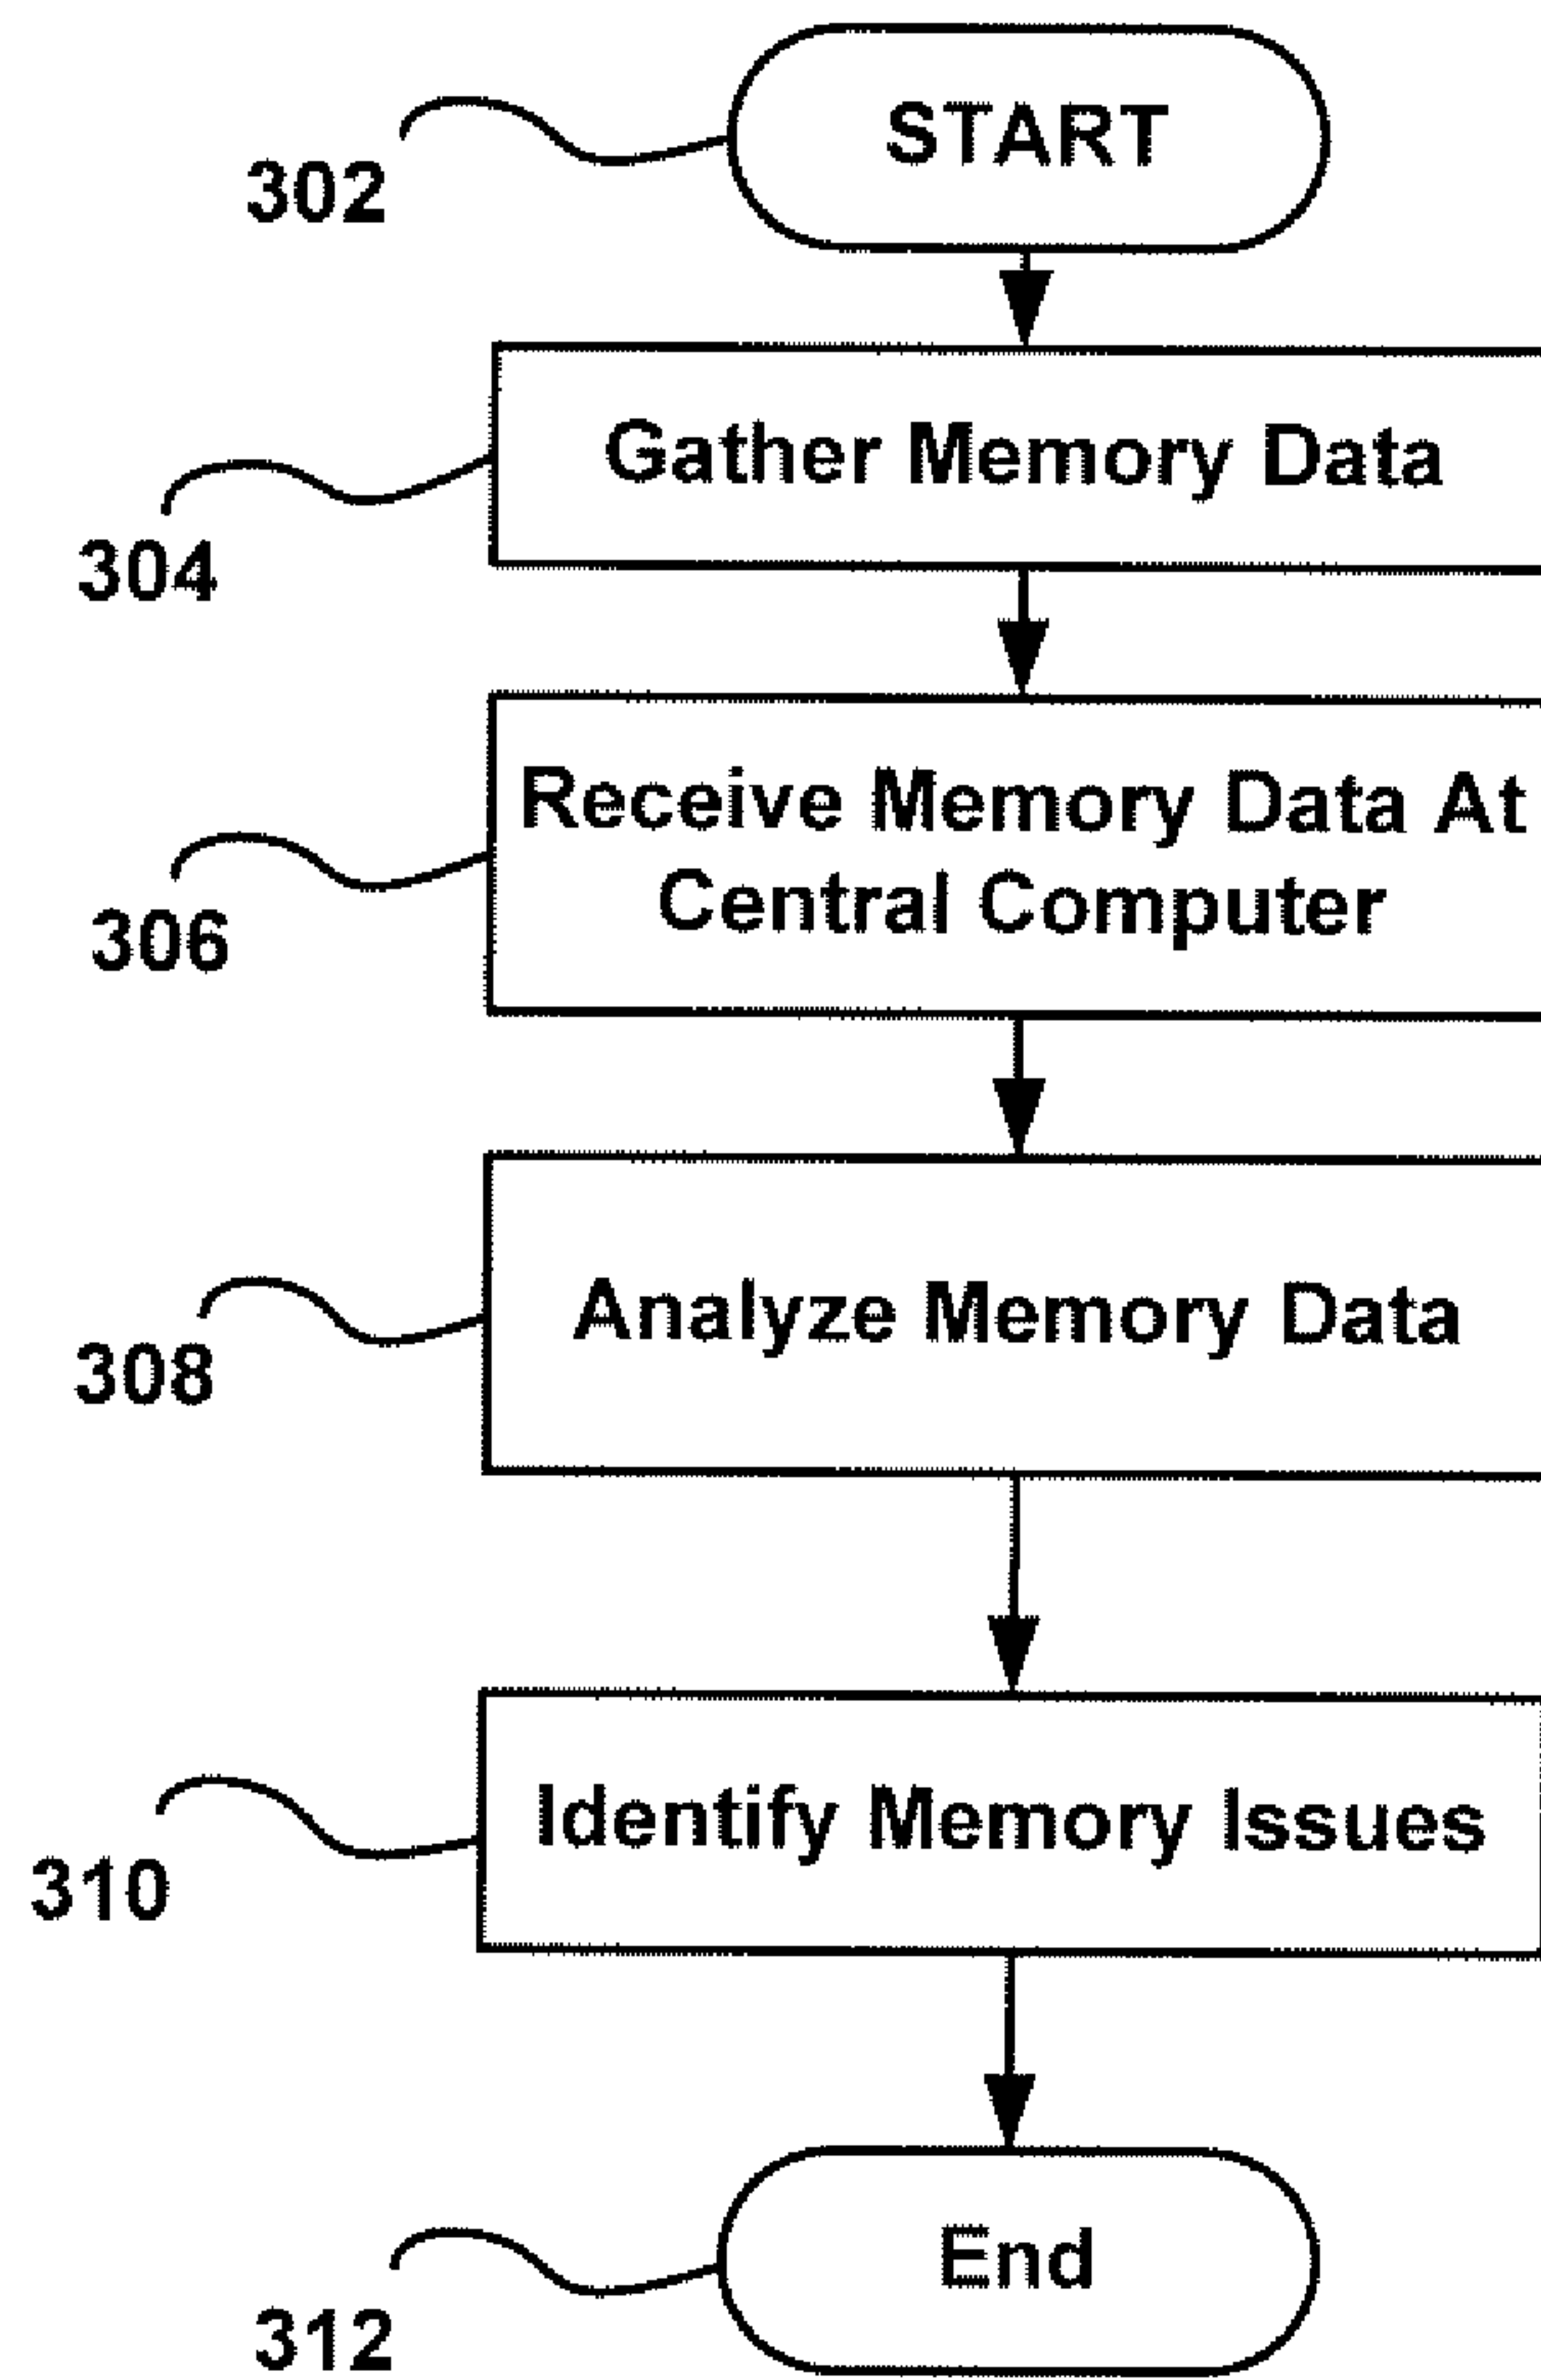 START
302
Gather Memory Data
304
Receive Memory Data At
Central Computer
306
Analyze Memory Data
308
Identify Memory Issues
310
End
312